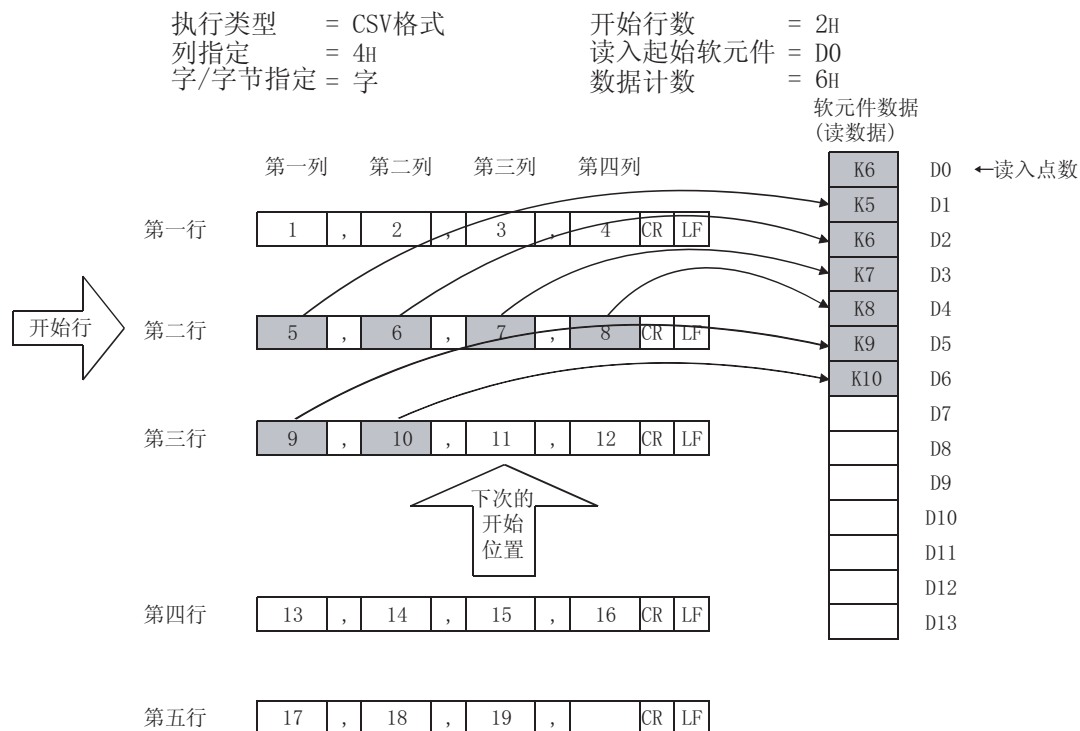 执行类型 = CSV格式 开始行数 = 2H
列指定 = 4H 读入起始软元件 = D0
字/字节指定 = 字 数据计数 = 6H
软元件数据
(读数据)
第一列 第二列 第三列 第四列
K6 D0 ←读入点数
K5 D1
第一行 1 , 2 , 3 , 4 CR LF
K6 D2
K7 D3
K8 D4
开始行 第二行 5 , 6 , 7 , 8 CR LF
K9 D5
K10 D6
D7
第三行 9 , 10 , 11 , 12 CR LF
D8
D9
下次的
开始
位置
D10
D11
D12
第四行 13 , 14 , 15 , 16 CR LF
D13
第五行 17 , 18 , 19 , CR LF